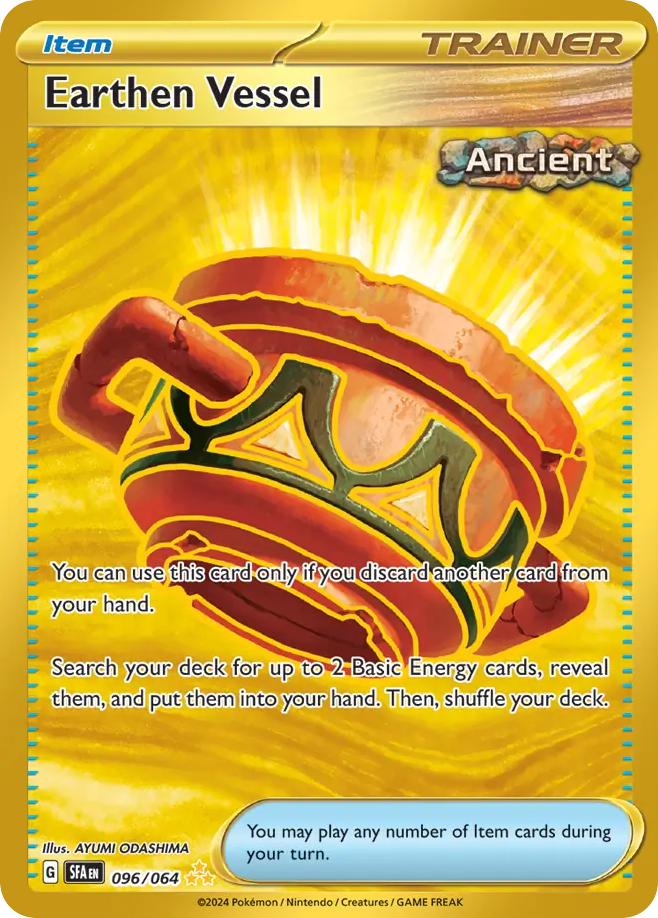 Item
TRAINER
Earthen Vessel
Ancient
You can use this card only if you discard another card from
your hand.
Search your deck for up to 2 Basic Energy cards, reveal
them, and put them into your hand. Then, shuffle your deck.
You may play any number of Item cards during
your turn.
Illus. AYUMI ODASHIMA
G SFA EN 096/064
©2024 Pokémon / Nintendo / Creatures / GAME FREAK